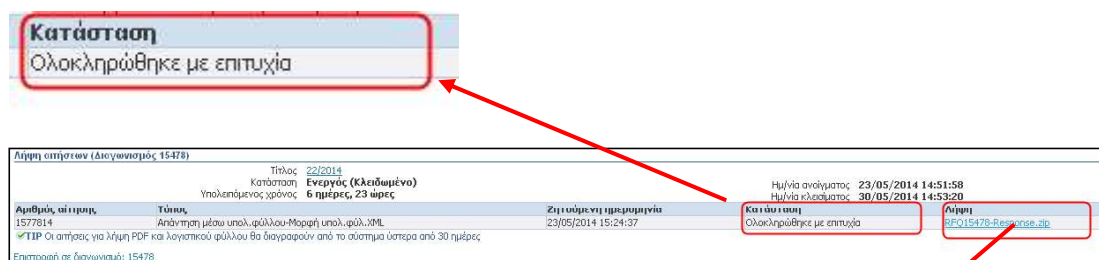 Κατάσταση
Ολοκληρώθηκε με επιτυχία
Λήψη αιτήσεων (Διαγωνισμός 15478)
Τίτλος 22/2014
Κατάσταση Ενεργός (Κλειδωμένο)
Υπολειπόμενος χρόνος 6 ημέρες, 23 ώρες
Ημ/νία ανοίγματος 23/05/2014 14:51:58
Ημ/νία κλεισίματος 30/05/2014 14:53:20
Αριθμός αίτησης Τύπος Ζητούμενη ημερομηνία Κατάσταση Λήψη
1577814 Απάντηση μέσω υπολ.φύλλου-Μορφή υπολ.φύλ.XML 23/05/2014 15:24:37 Ολοκληρώθηκε με επιτυχία RFQ15478-Response.zip
TIP Οι αιτήσεις για λήψη PDF και λογιστικού φύλλου θα διαγραφούν από το σύστημα ύστερα από 30 ημέρες
Επιστροφή σε διαγωνισμό: 15478